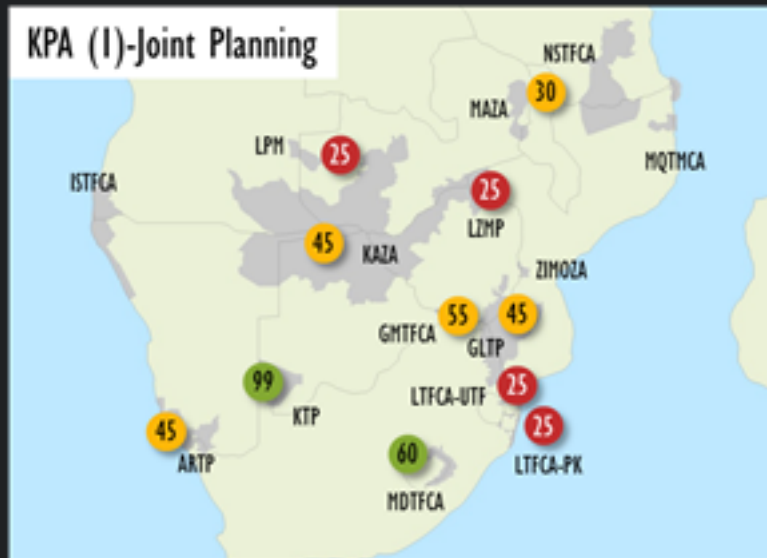 KPA (1)-Joint Planning
NSTFCA
30
MAZA
LPM
25
MQTMCA
ISTFCA
25
LZMP
45
KAZA
ZIMOZA
55
45
GMTFCA
GLTP
99
LTFCA-UTF
25
KTP
45
25
ARTP
60
LTFCA-PK
MDTFCA